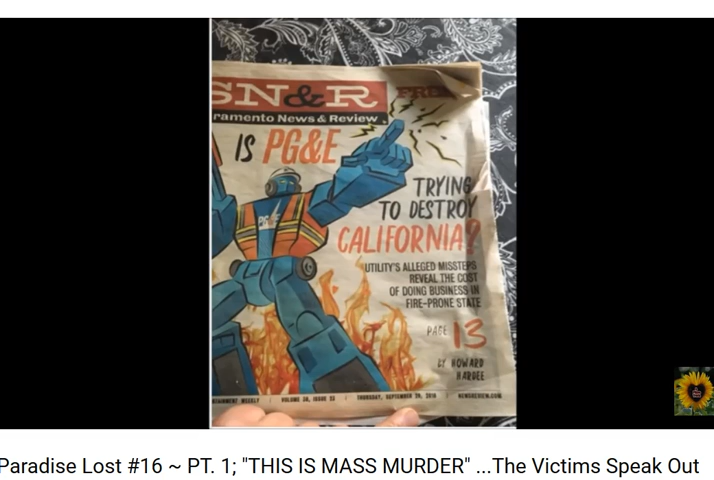 SN&R
FREE
ramento News & Review
IS PG&E
TRYING
TO DESTROY
CALIFORNIA?
PG&E
UTILITY'S ALLEGED MISSTEPS
REVEAL THE COST
OF DOING BUSINESS IN
FIRE-PRONE STATE
PAGE 13
BY HOWARD
HARDEE
VOLUME 30, ISSUE 23
THURSDAY, SEPTEMBER 20, 2018
NEWSREVIEW.COM
Paradise Lost #16 ~ PT. 1; "THIS IS MASS MURDER" ...The Victims Speak Out